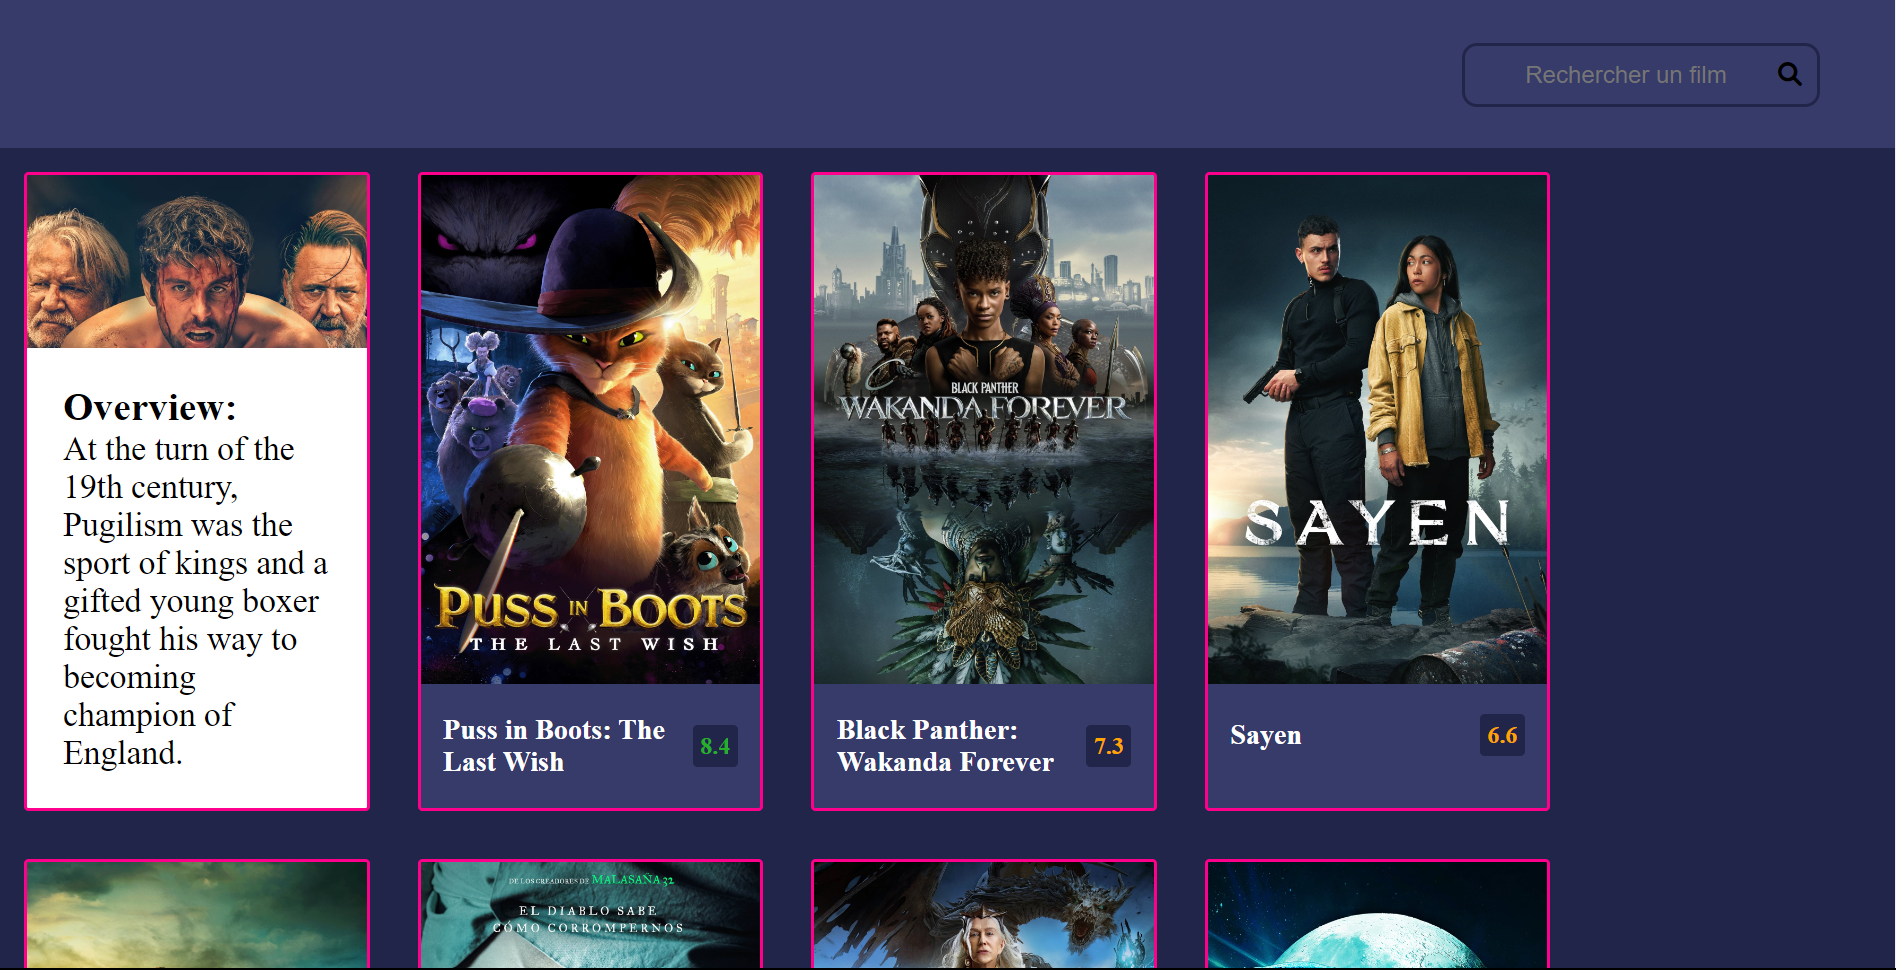 Rechercher un film
Overview:
At the turn of the
19th century,
Pugilism was the
sport of kings and a
gifted young boxer
fought his way to
becoming
champion of
England.
PUSS IN BOOTS
THE LAST WISH
Puss in Boots: The
Last Wish
8.4
BLACK PANTHER
WAKANDA FOREVER
Black Panther:
Wakanda Forever
7.3
SAYEN
Sayen
6.6
DE LOS CREADORES DE MALASAÑA 32
EL DIABLO SABE
CÓMO CORROMPERNOS